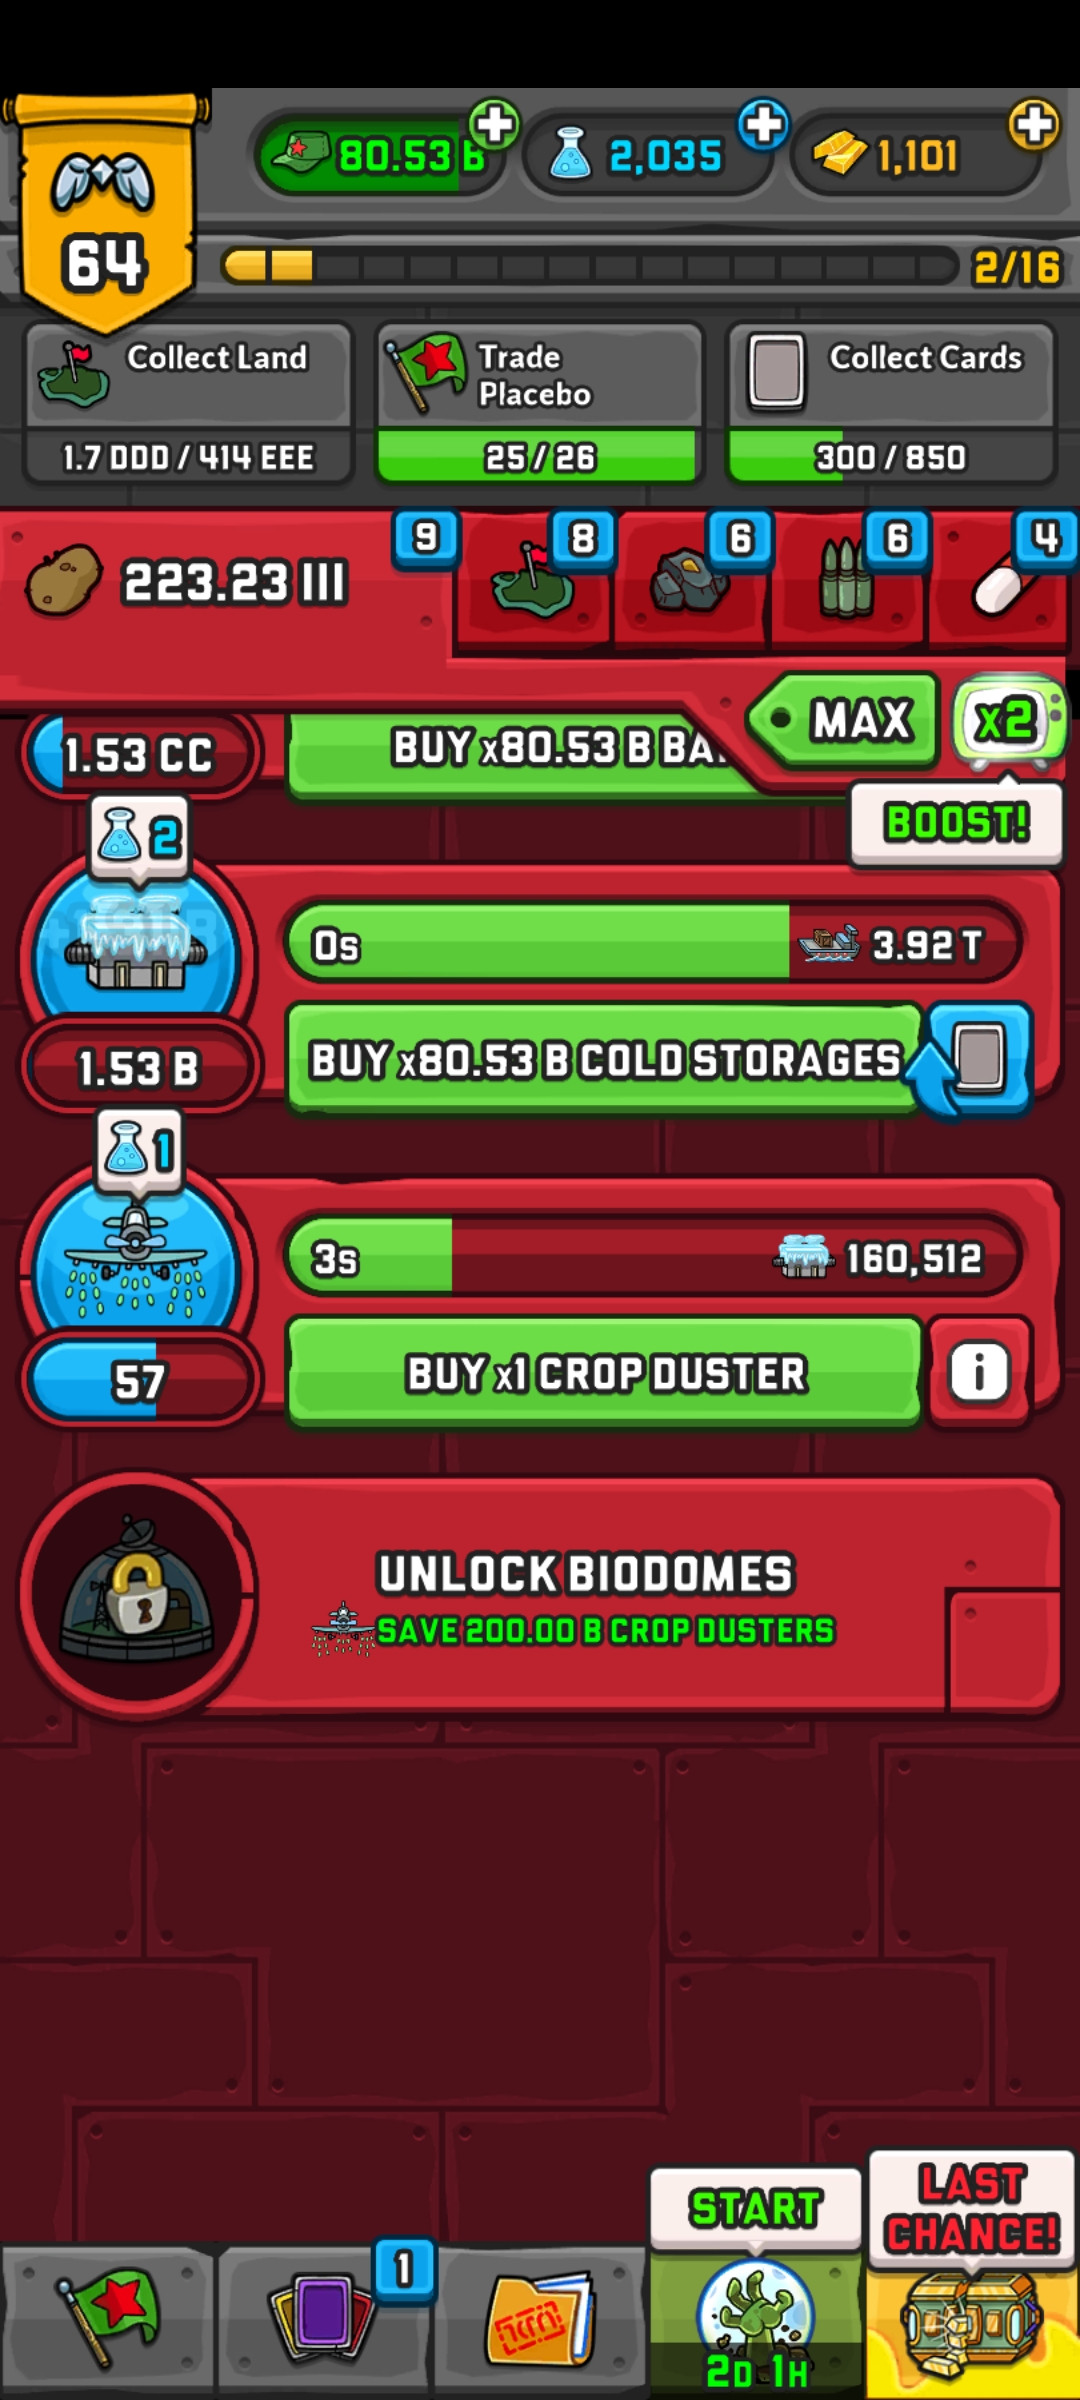 80.53 B
2,035
1,101
64
2/16
Collect Land
1.7 DDD / 414 EEE
Trade
Placebo
25 / 26
Collect Cards
300 / 850
223.23 III
9
8
6
6
4
MAX
x2
BOOST!
1.53 CC
BUY x80.53 B BA
2
0s
3.92 T
1.53 B
BUY x80.53 B COLD STORAGES
1
3s
160,512
57
BUY x1 CROP DUSTER
i
UNLOCK BIODOMES
SAVE 200.00 B CROP DUSTERS
START
LAST
CHANCE!
1
2D 1H